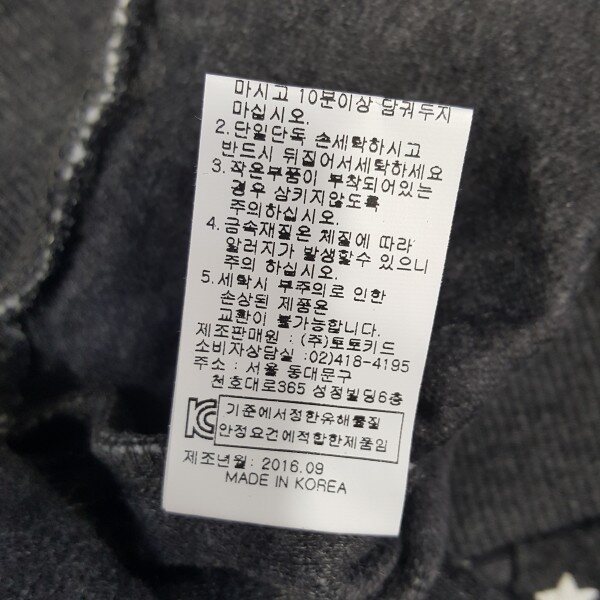 마시고 10분이상 담궈두지
마십시오.
2. 단일단독 손세탁하시고
반드시 뒤집어서세탁하세요
3. 작은부품이 부착되어있는
경우 삼키지않도록
주의하십시오.
4. 금속재질은 체질에 따라
알러지가 발생할수 있으니
주의 하십시오.
5. 세탁시 부주의로 인한
손상된 제품은
교환이 불가능합니다.
제조판매원 : (주)토토키드
소비자상담실 :02)418-4195
주소 : 서울 동대문구
천호대로365 성정빌딩6층
KC 기준에서정한유해물질
안정요건에적합한제품임
제조년월: 2016.09
MADE IN KOREA